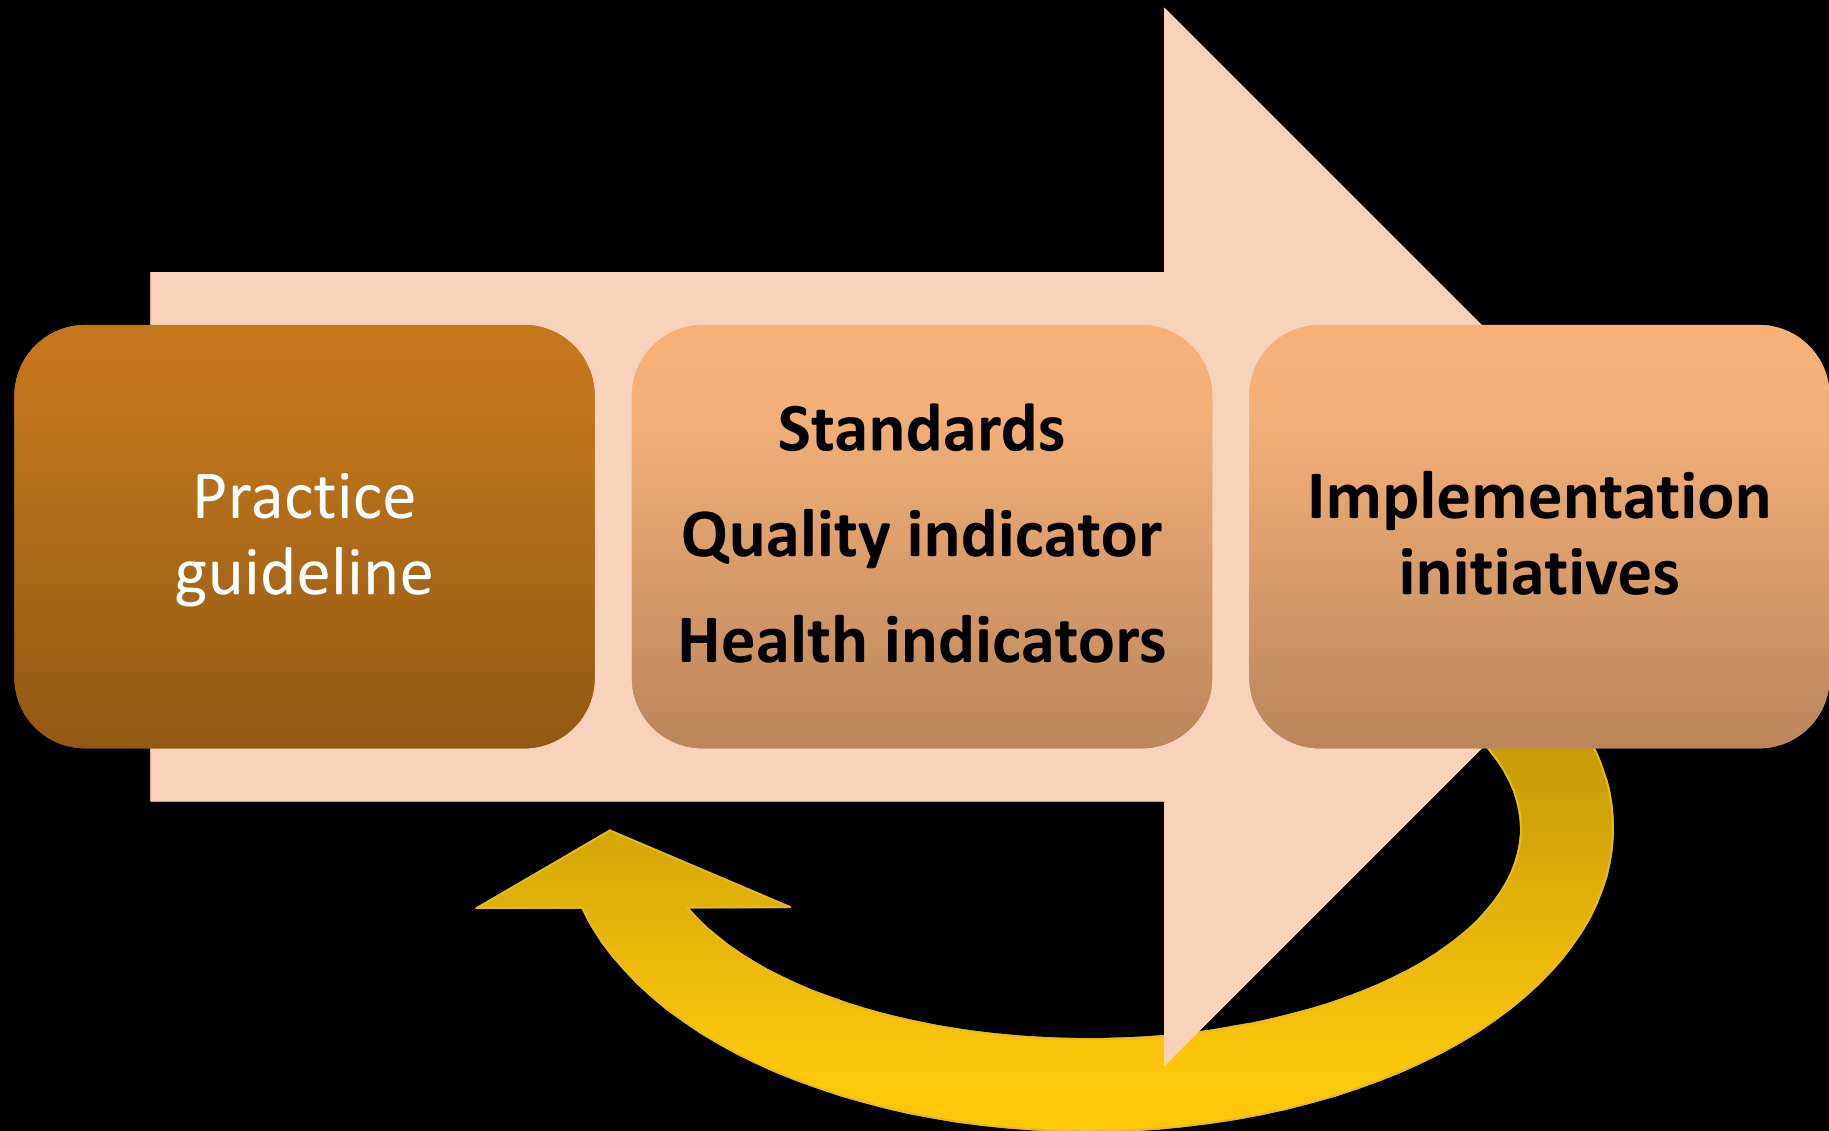 Practice
guideline
Standards
Quality indicator
Health indicators
Implementation
initiatives